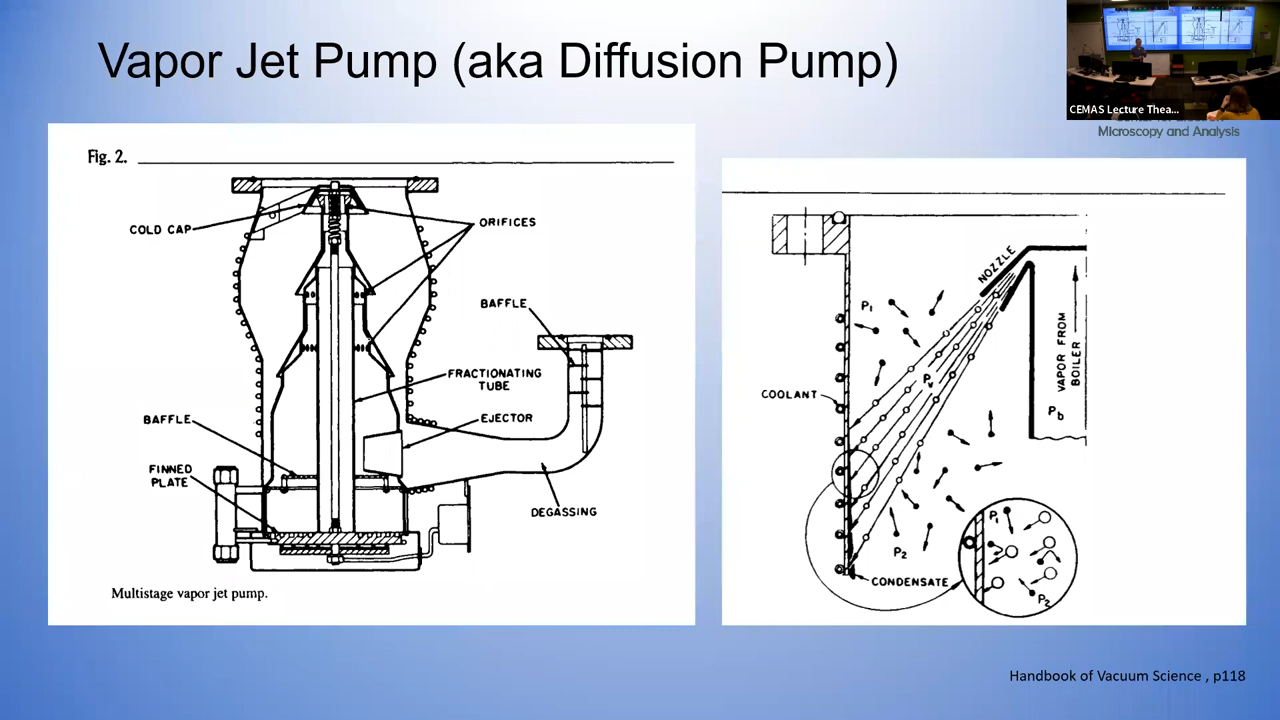 Vapor Jet Pump (aka Diffusion Pump)
CEMAS Lecture Thea...
Microscopy and Analysis
Fig. 2.
COLD CAP
ORIFICES
BAFFLE
FRACTIONATING
TUBE
BAFFLE
EJECTOR
FINNED
PLATE
DEGASSING
Multistage vapor jet pump.
NOZZLE
P1
VAPOR FROM
BOILER
Pv
COOLANT
Pb
P2
CONDENSATE
P1
P2
Handbook of Vacuum Science , p118